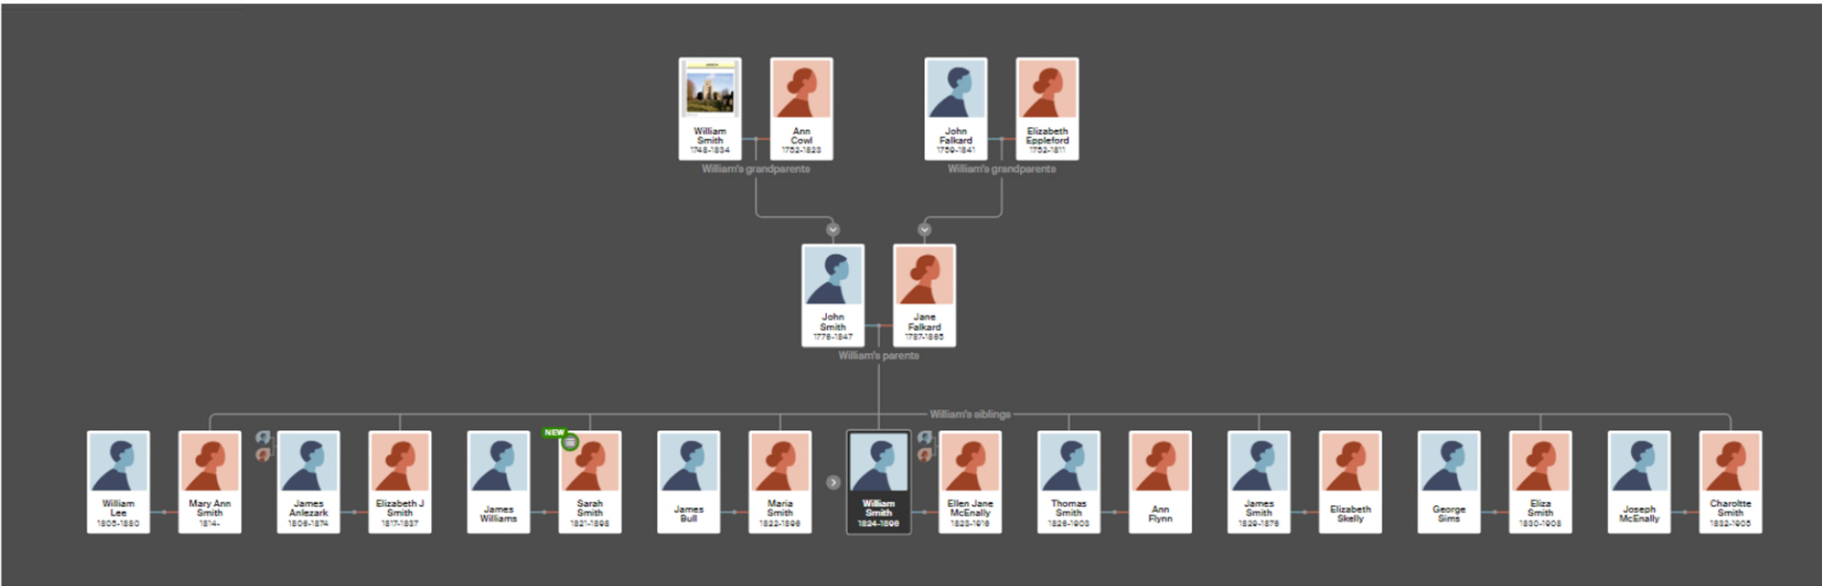 William
Smith
1748-1834
Ann
Cowl
1752-1823
John
Falkard
1759-1841
Elizabeth
Eppleford
1752-1811
William's grandparents
William's grandparents
John
Smith
1776-1847
Jane
Falkard
1787-1865
William's parents
William's siblings
NEW
William
Lee
1805-1880
Mary Ann
Smith
1814-
James
Anlezark
1806-1874
Elizabeth J
Smith
1817-1837
James
Williams
Sarah
Smith
1821-1898
James
Bull
Maria
Smith
1822-1896
William
Smith
1824-1896
Ellen Jane
McEnally
1823-1916
Thomas
Smith
1826-1903
Ann
Flynn
James
Smith
1829-1876
Elizabeth
Skelly
George
Sims
Eliza
Smith
1830-1908
Joseph
McEnally
Charoltte
Smith
1832-1905